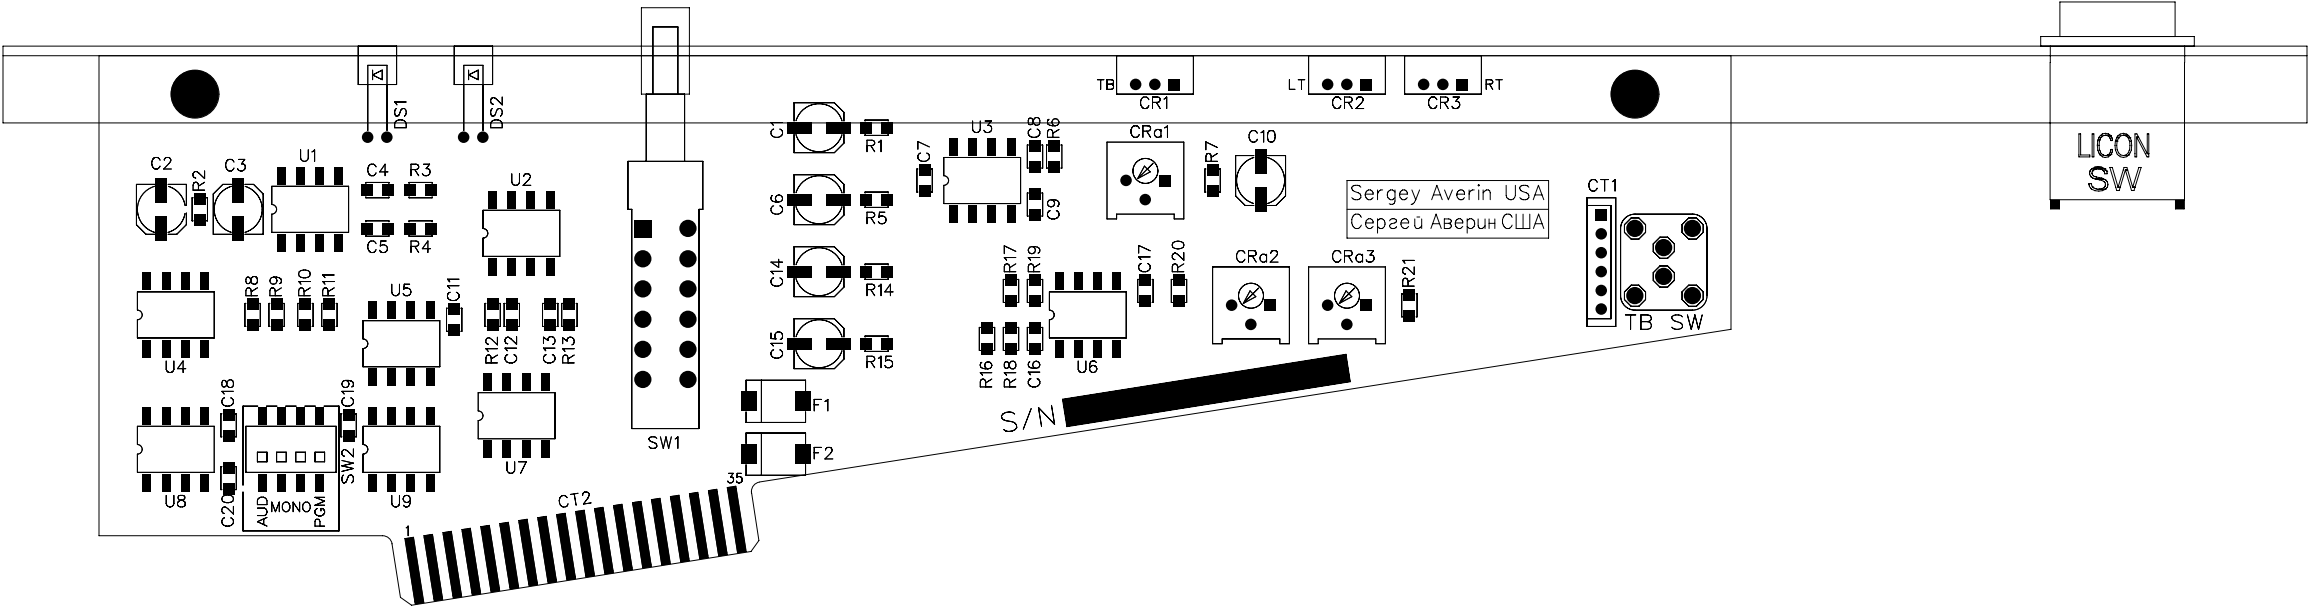 TB
CR1
LT
CR2
CR3
RT
DS1
DS2
C1
R1
U3
C8
R6
CRa1
C10
R7
C7
LICON
SW
C2
R2
C3
U1
C4
R3
U2
C6
R5
C9
Sergey Averin USA
Сергей Аверин США
CT1
C5
R4
R8
R9
R10
R11
U5
C11
C14
R14
R17
R19
C17
R20
CRa2
CRa3
R21
TB SW
U4
R12
C12
C13
R13
C15
R15
R16
R18
C16
U6
C18
C19
F1
S/N
SW1
F2
SW2
U7
U8
C20
AUD
MONO
PGM
U9
CT2
35
1